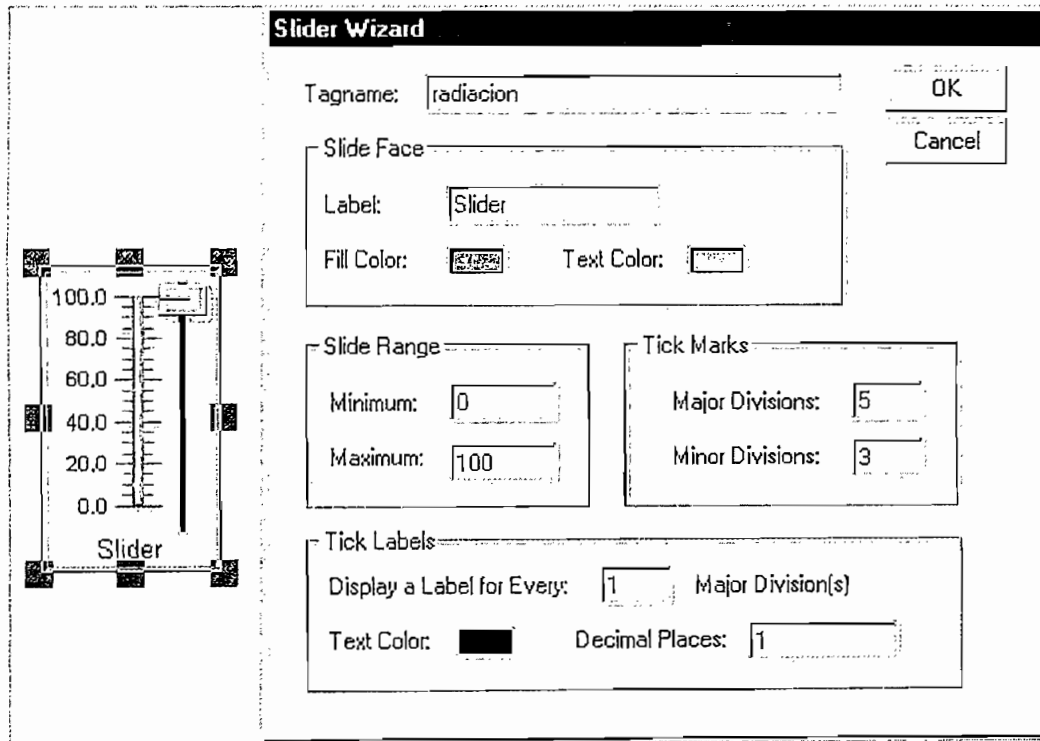 Slider Wizard
Tagname: radiacion
OK
Cancel
Slide Face
Label: Slider
Fill Color: Text Color:
100.0
80.0
60.0
40.0
20.0
0.0
Slider
Slide Range
Minimum: 0
Maximum: 100
Tick Marks
Major Divisions: 5
Minor Divisions: 3
Tick Labels
Display a Label for Every: 1 Major Division(s)
Text Color: Decimal Places: 1